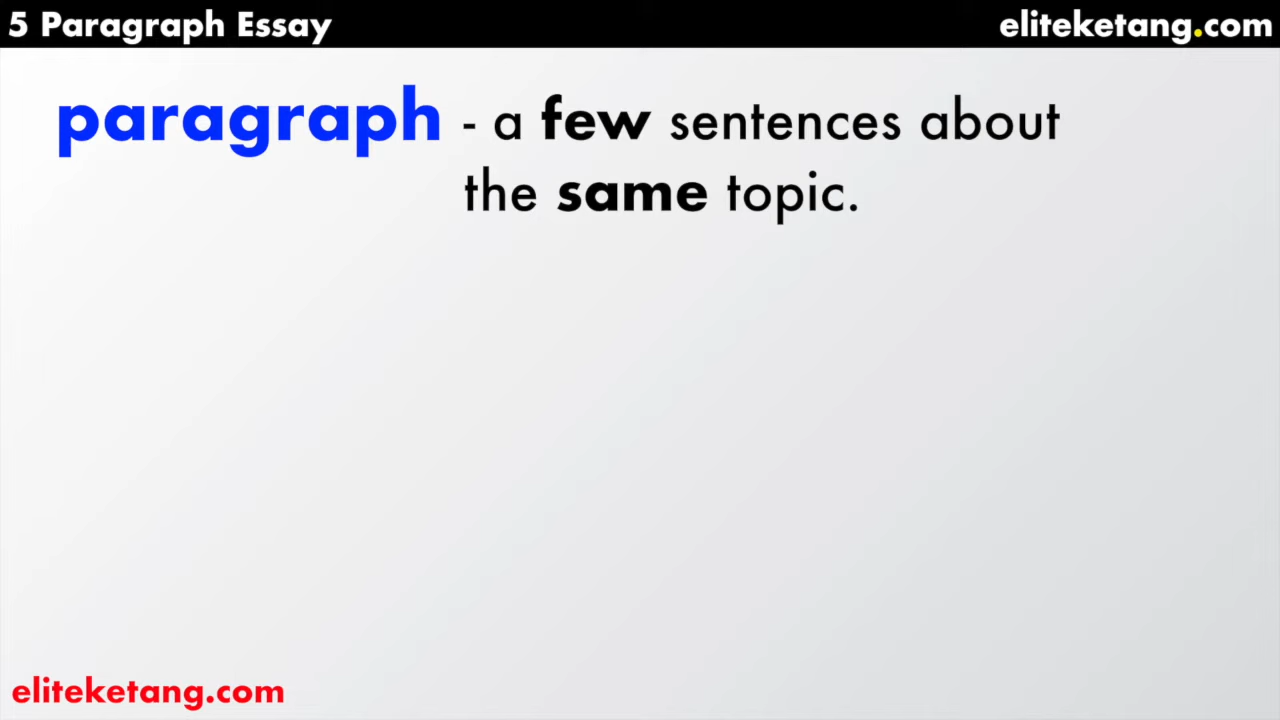 5 Paragraph Essay
eliteketang.com
paragraph - a few sentences about
the same topic.
eliteketang.com